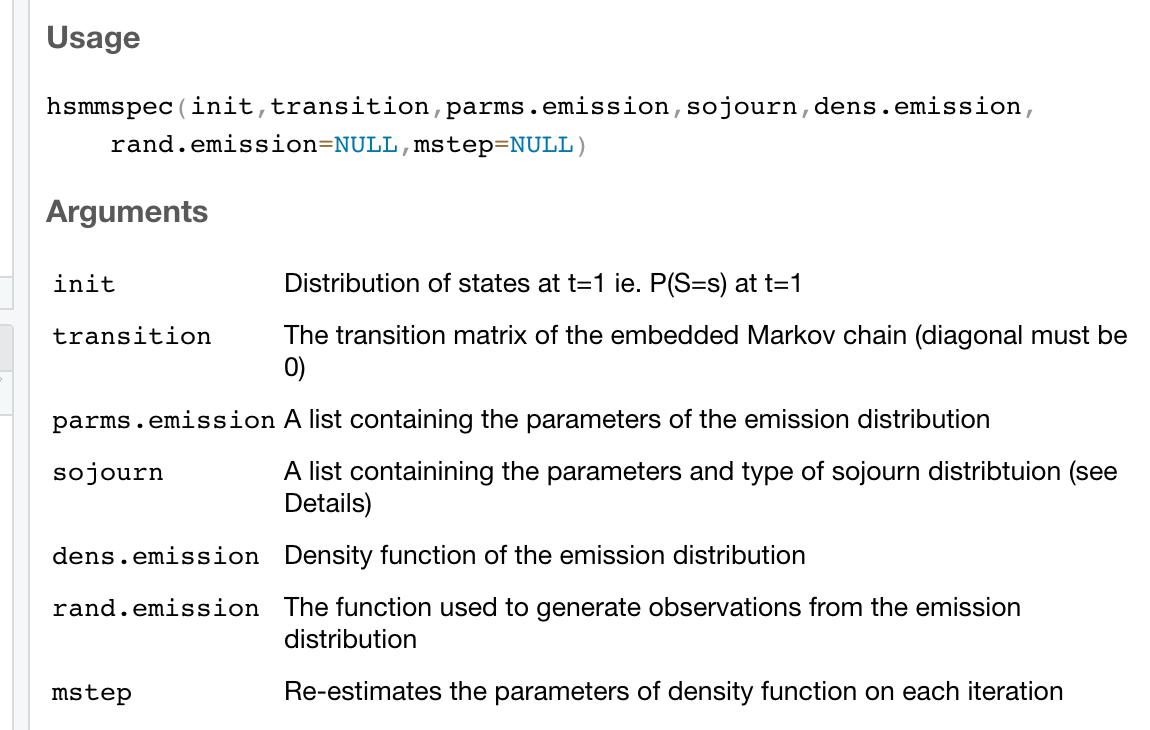 Usage
hsmmspec(init,transition,parms.emission,sojourn,dens.emission,
rand.emission=NULL,mstep=NULL)
Arguments
init Distribution of states at t=1 ie. P(S=s) at t=1
transition The transition matrix of the embedded Markov chain (diagonal must be
0)
parms.emission A list containing the parameters of the emission distribution
sojourn A list containining the parameters and type of sojourn distribtuion (see
Details)
dens.emission Density function of the emission distribution
rand.emission The function used to generate observations from the emission
distribution
mstep Re-estimates the parameters of density function on each iteration